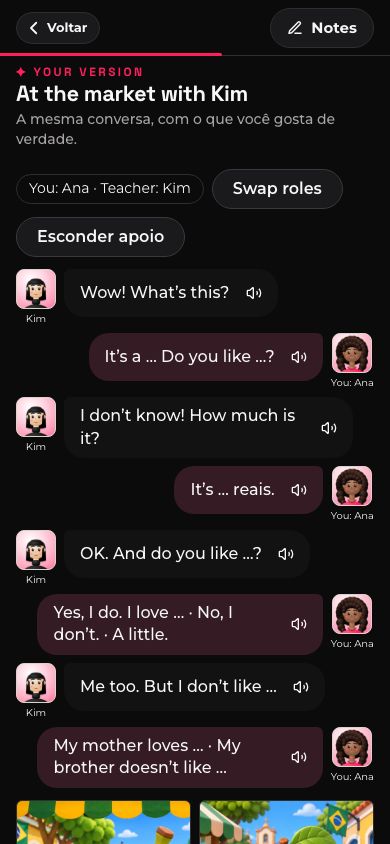 Voltar
Notes
YOUR VERSION
At the market with Kim
A mesma conversa, com o que você gosta de
verdade.
You: Ana · Teacher: Kim
Swap roles
Esconder apoio
Wow! What's this?
Kim
It's a ... Do you like ...?
You: Ana
I don't know! How much is
it?
Kim
It's ... reais.
You: Ana
OK. And do you like ...?
Kim
Yes, I do. I love ... · No, I
don't. · A little.
You: Ana
Me too. But I don't like ...
Kim
My mother loves ... · My
brother doesn't like ...
You: Ana